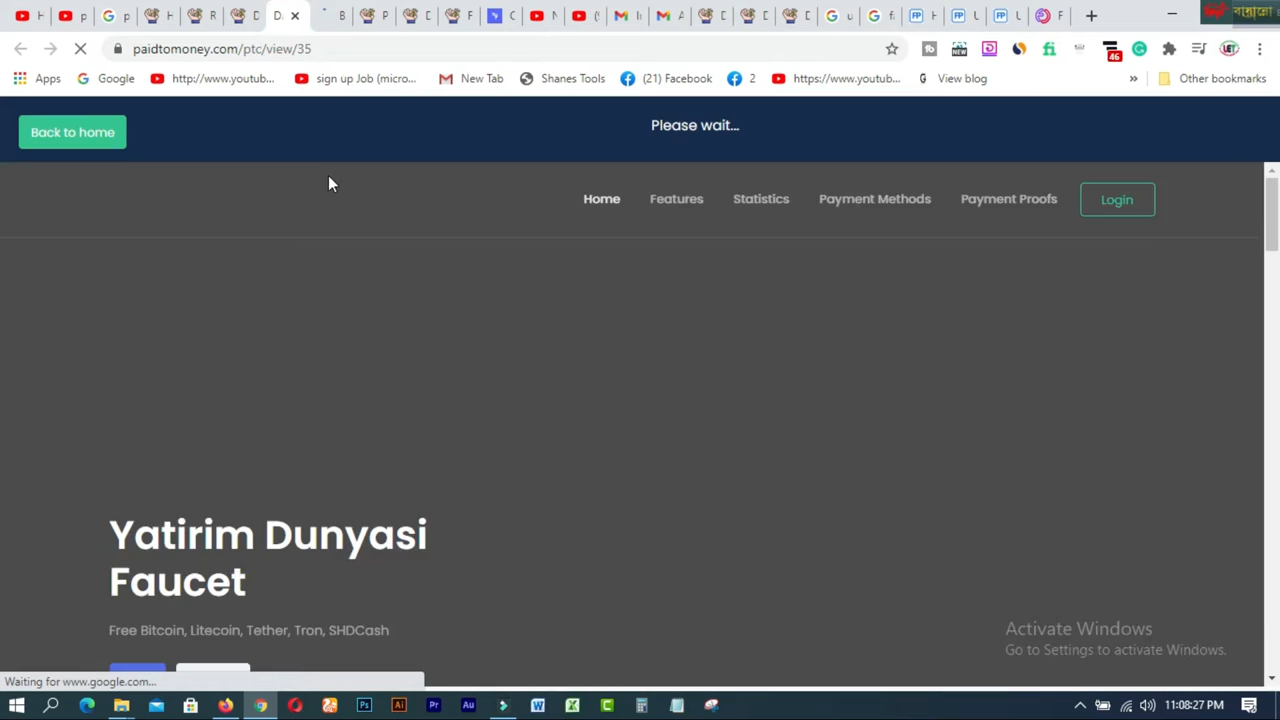 paidtomoney.com/ptc/view/35
Apps
Google
http://www.youtub...
sign up Job (micro...
New Tab
Shanes Tools
(21) Facebook
2
https://www.youtub...
View blog
»
Other bookmarks
46
Back to home
Please wait...
Home
Features
Statistics
Payment Methods
Payment Proofs
Login
Yatirim Dunyasi
Faucet
Free Bitcoin, Litecoin, Tether, Tron, SHDCash
Activate Windows
Go to Settings to activate Windows.
Waiting for www.google.com...
11:08:27 PM